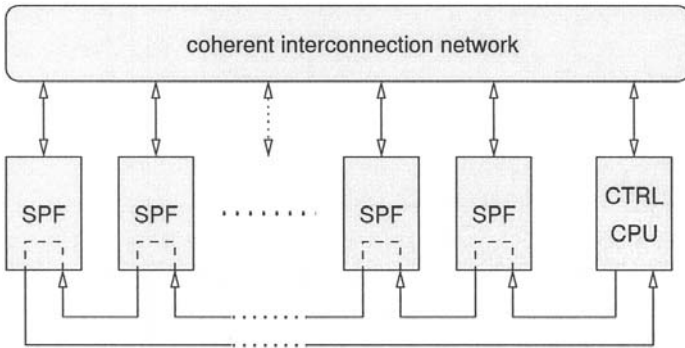 coherent interconnection network
SPF
SPF
SPF
SPF
CTRL
CPU